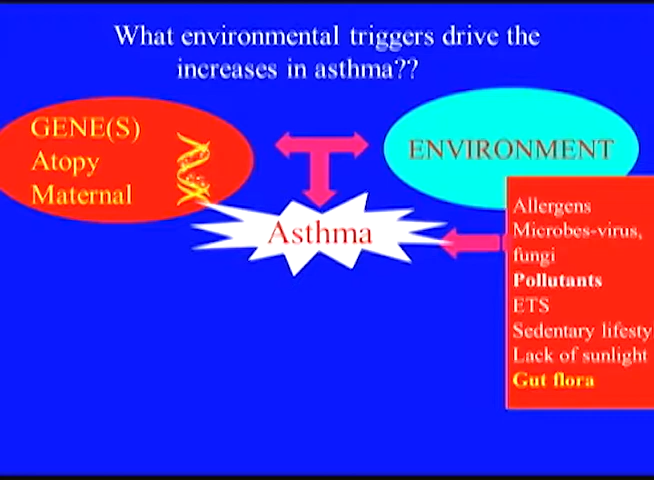 What environmental triggers drive the
increases in asthma??
GENE(S)
Atopy
Maternal
ENVIRONMENT
Asthma
Allergens
Microbes-virus,
fungi
Pollutants
ETS
Sedentary lifesty
Lack of sunlight
Gut flora